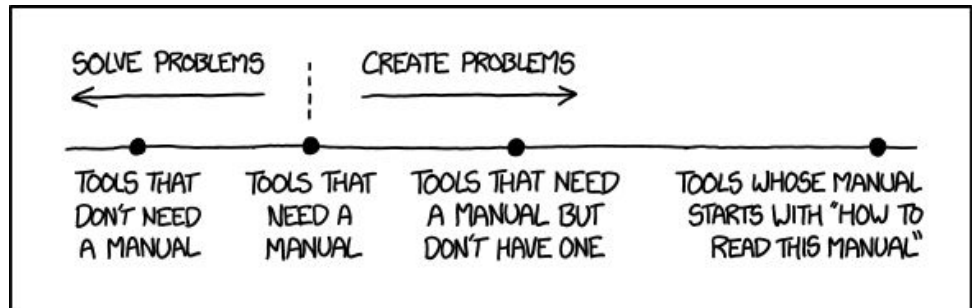 SOLVE PROBLEMS
CREATE PROBLEMS
TOOLS THAT
DON'T NEED
A MANUAL
TOOLS THAT
NEED A
MANUAL
TOOLS THAT NEED
A MANUAL BUT
DON'T HAVE ONE
TOOLS WHOSE MANUAL
STARTS WITH "HOW TO
READ THIS MANUAL"